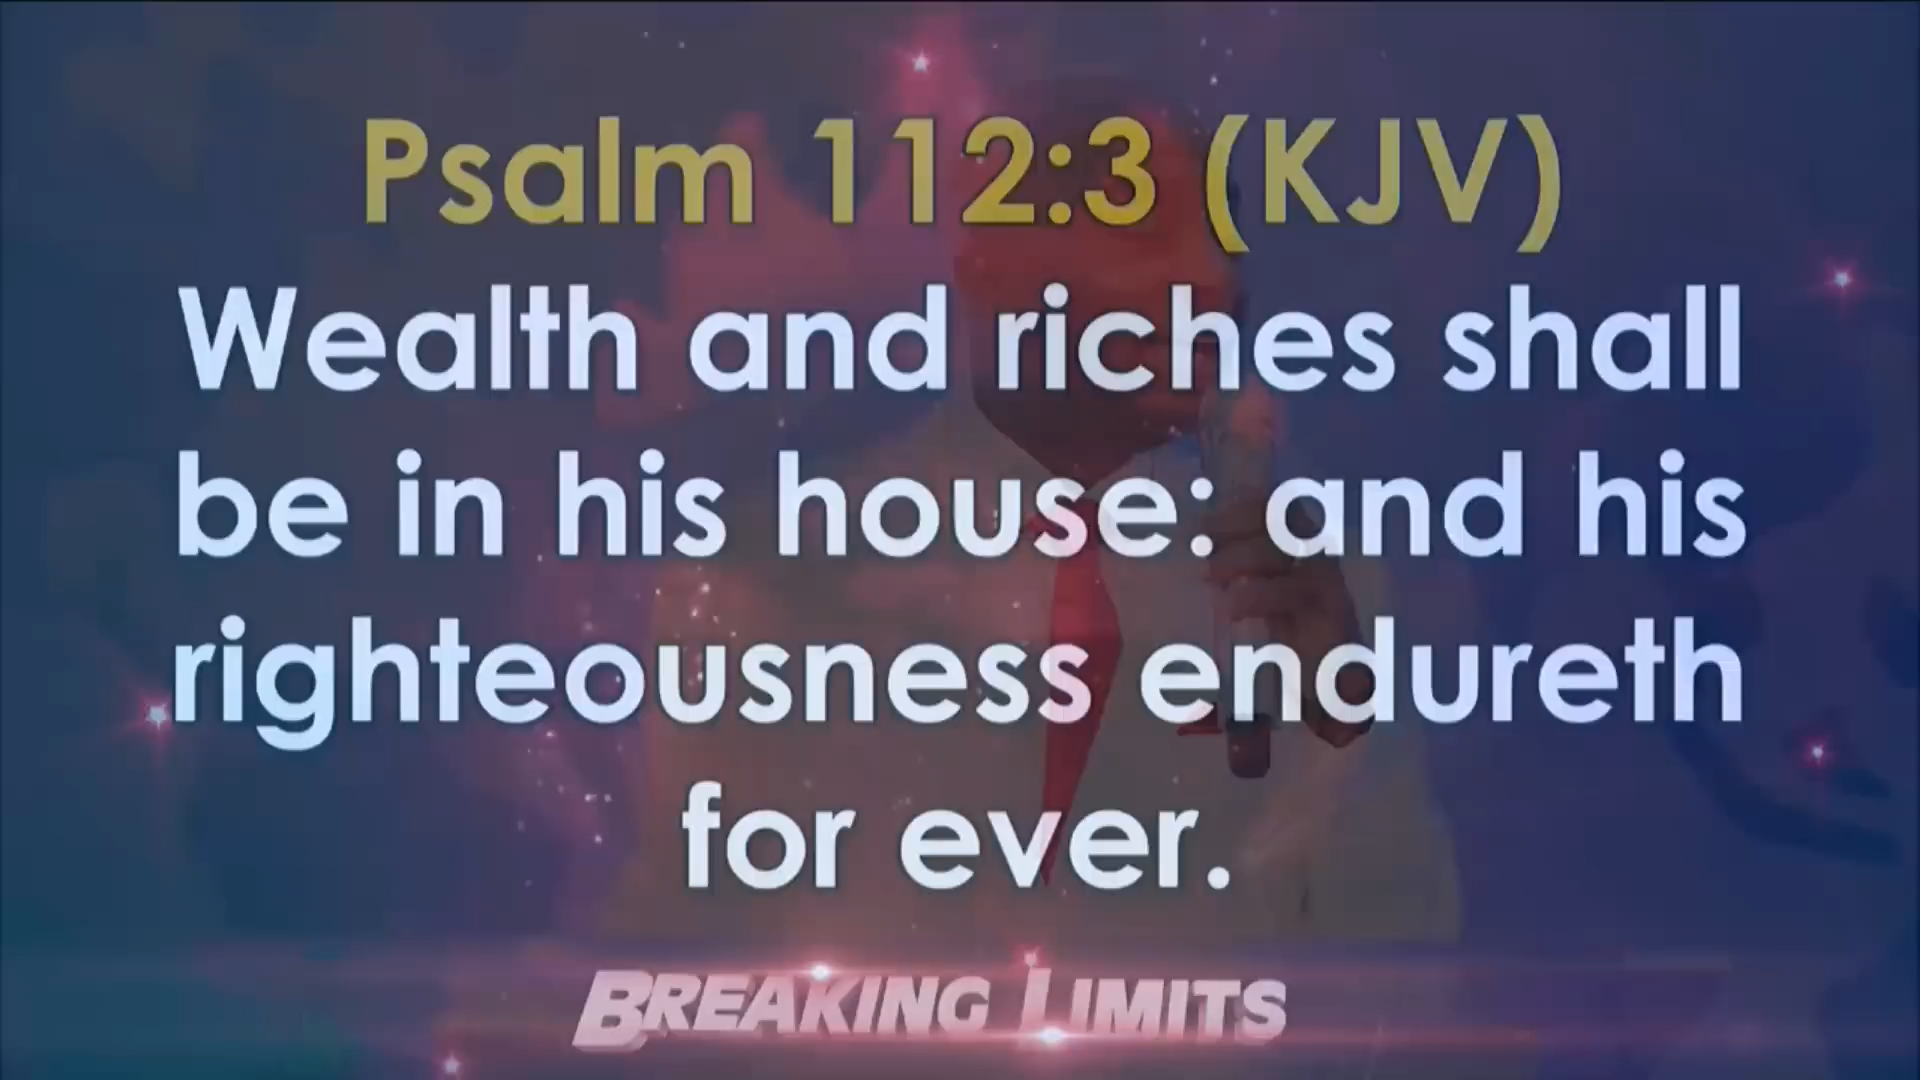 Psalm 112:3 (KJV)
Wealth and riches shall
be in his house: and his
righteousness endureth
for ever.
BREAKING LIMITS